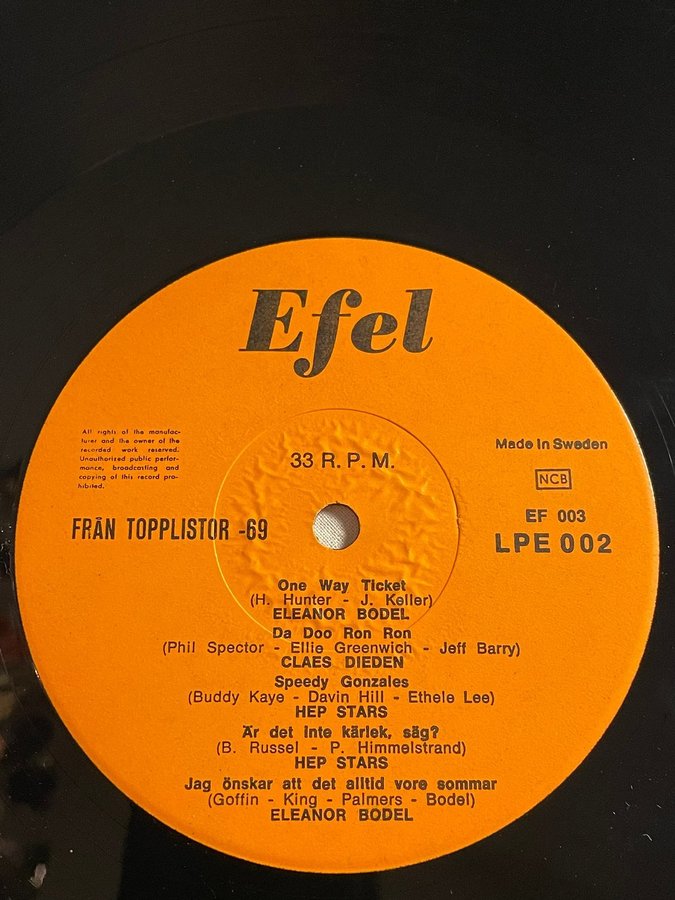 Efel
All rights of the manufac-
turer and the owner of the
recorded work reserved.
Unauthorized public perfor-
mance, broadcasting and
copying of this record pro-
hibited.
33 R. P. M.
Made in Sweden
NCB
EF 003
LPE 002
FRÅN TOPPLISTOR -69
One Way Ticket
(H. Hunter - J. Keller)
ELEANOR BODEL
Da Doo Ron Ron
(Phil Spector - Ellie Greenwich - Jeff Barry)
CLAES DIEDEN
Speedy Gonzales
(Buddy Kaye - Davin Hill - Ethele Lee)
HEP STARS
Är det inte kärlek, säg?
(B. Russel - P. Himmelstrand)
HEP STARS
Jag önskar att det alltid vore sommar
(Goffin - King - Palmers - Bodel)
ELEANOR BODEL